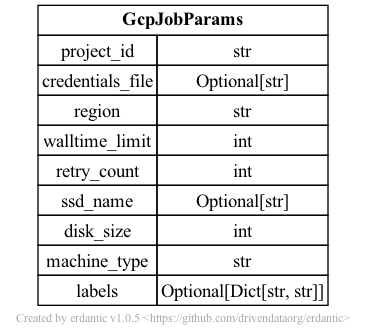 GcpJobParams
project_id str
credentials_file Optional[str]
region str
walltime_limit int
retry_count int
ssd_name Optional[str]
disk_size int
machine_type str
labels Optional[Dict[str, str]]
Created by erdantic v1.0.5 <https://github.com/drivendataorg/erdantic>